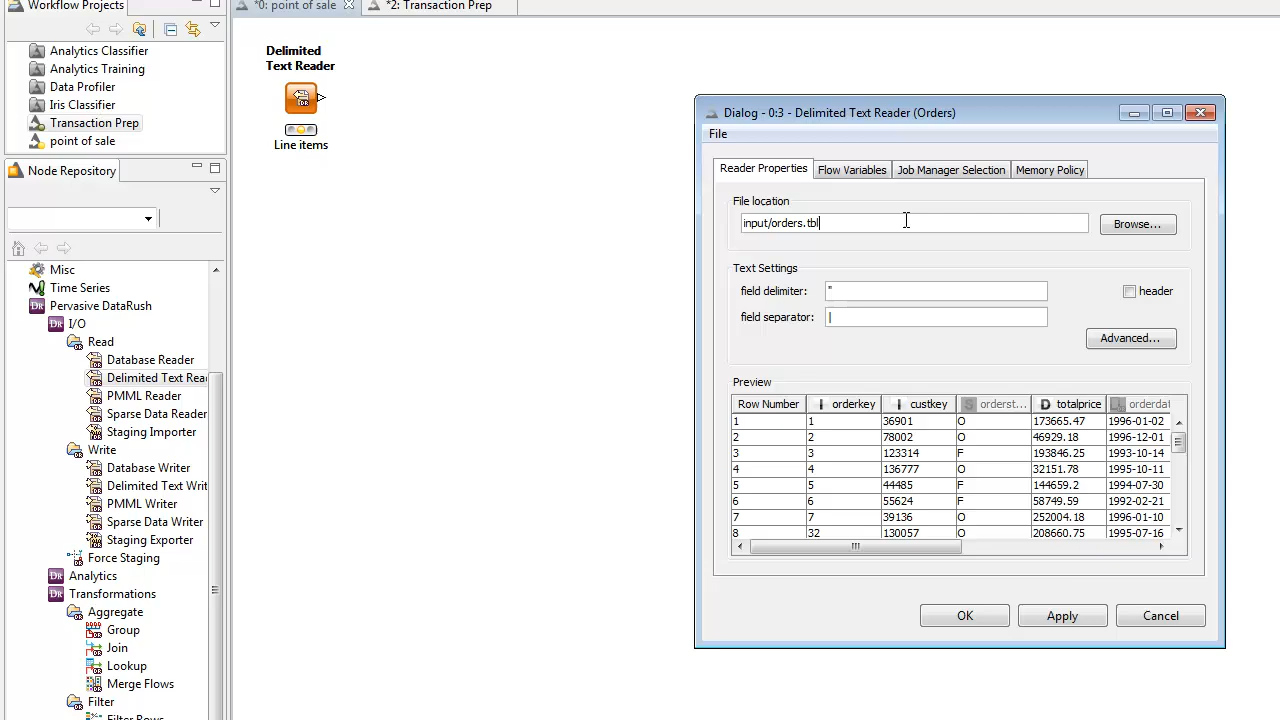 Workflow Projects
*0: point of sale
*2: Transaction Prep
Analytics Classifier
Analytics Training
Data Profiler
Iris Classifier
Transaction Prep
point of sale
Node Repository
Misc
Time Series
DR Pervasive DataRush
DR I/O
Read
Database Reader
Delimited Text Rea
PMML Reader
Sparse Data Reader
Staging Importer
Write
Database Writer
Delimited Text Writ
PMML Writer
Sparse Data Writer
Staging Exporter
Force Staging
DR Analytics
DR Transformations
Aggregate
Group
Join
Lookup
Merge Flows
Filter
Filter Rows
Delimited
Text Reader
DR
Line items
Dialog - 0:3 - Delimited Text Reader (Orders)
File
Reader Properties Flow Variables Job Manager Selection Memory Policy
File location
input/orders.tbl Browse...
Text Settings
field delimiter: " header
field separator: |
Advanced...
Preview
Row Number I orderkey I custkey S orderst... D totalprice orderdat
1 1 36901 O 173665.47 1996-01-02
2 2 78002 O 46929.18 1996-12-01
3 3 123314 F 193846.25 1993-10-14
4 4 136777 O 32151.78 1995-10-11
5 5 44485 F 144659.2 1994-07-30
6 6 55624 F 58749.59 1992-02-21
7 7 39136 O 252004.18 1996-01-10
8 32 130057 O 208660.75 1995-07-16
OK Apply Cancel